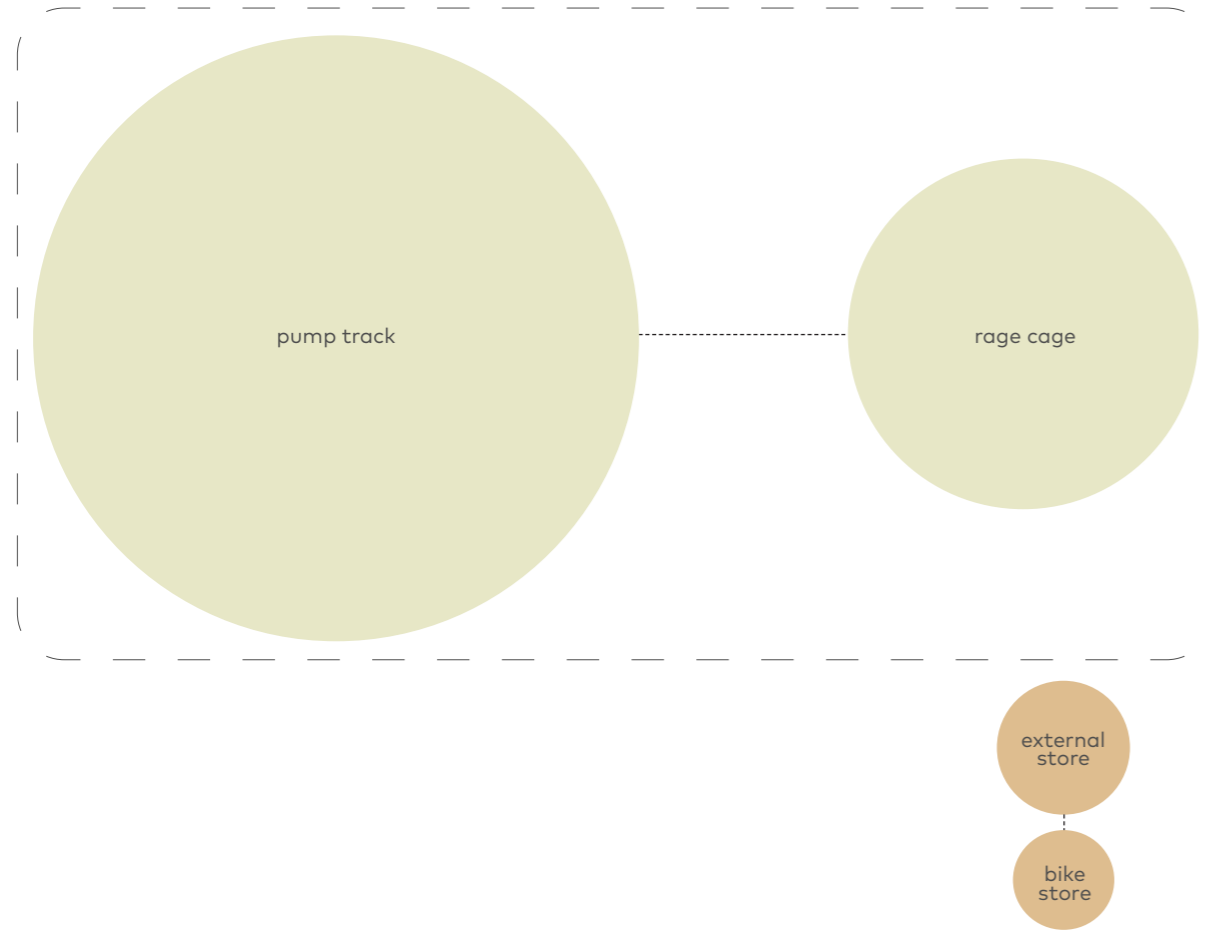 pump track
rage cage
external
store
bike
store